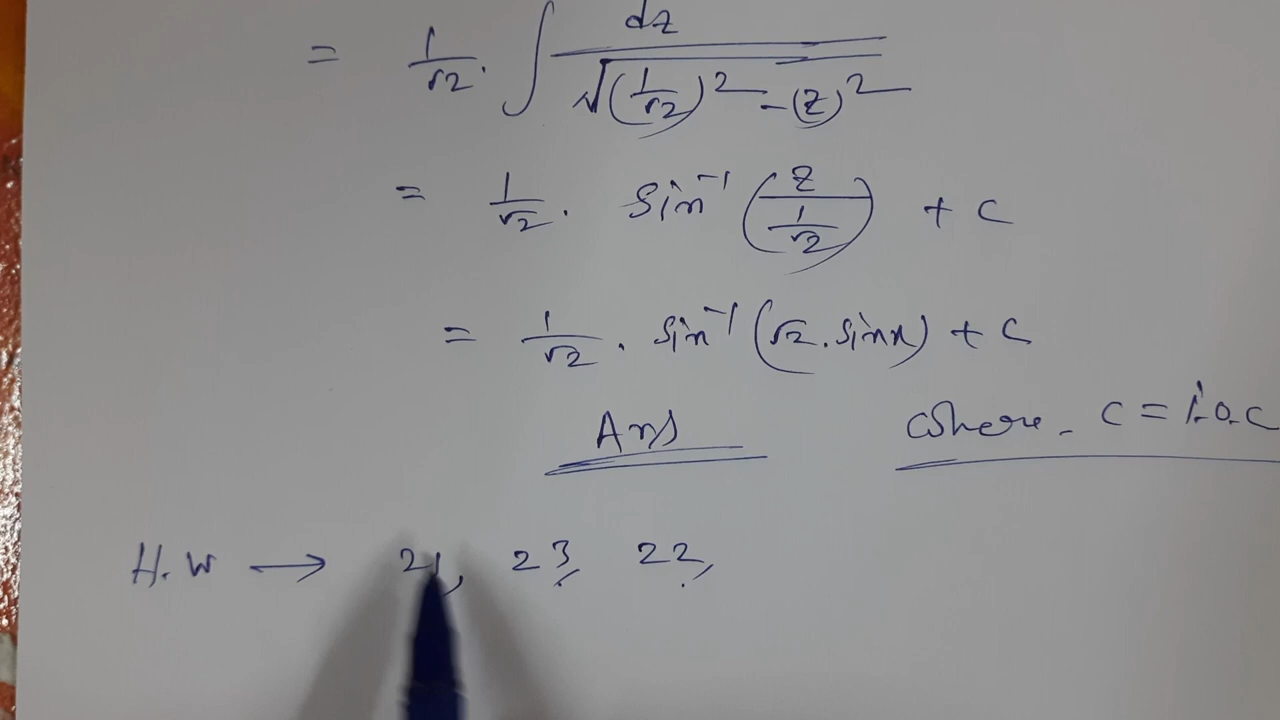 = 1/√2 . ∫ dz / √((1/√2)² - (z)²)
= 1/√2 . Sin⁻¹ (z / (1/√2)) + C
= 1/√2 . Sin⁻¹ (√2 . Sinx) + C
Ans where - C = i.o.c
H.W → 21, 23, 22,